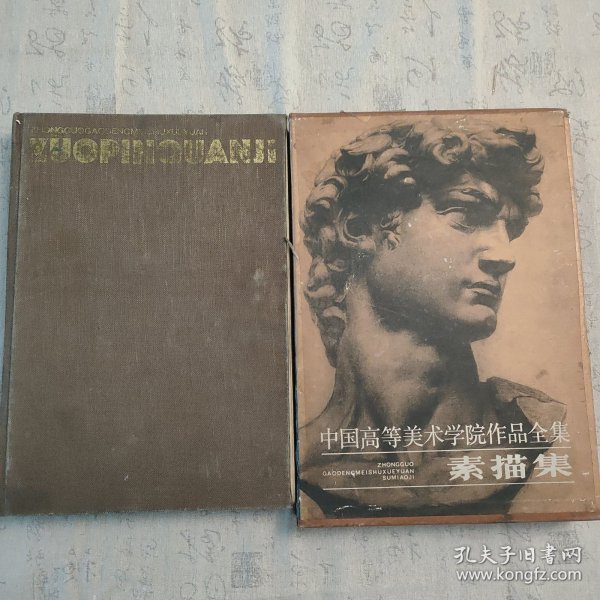 ZHONGGUOGAODENGMEISHUXUEYUAN
ZUOPINQUANJI
中国高等美术学院作品全集
ZHONGGUO
GAODENGMEISHUXUEYUAN
SUMIAOJI
素描集
孔夫子旧书网
www.kongfz.com